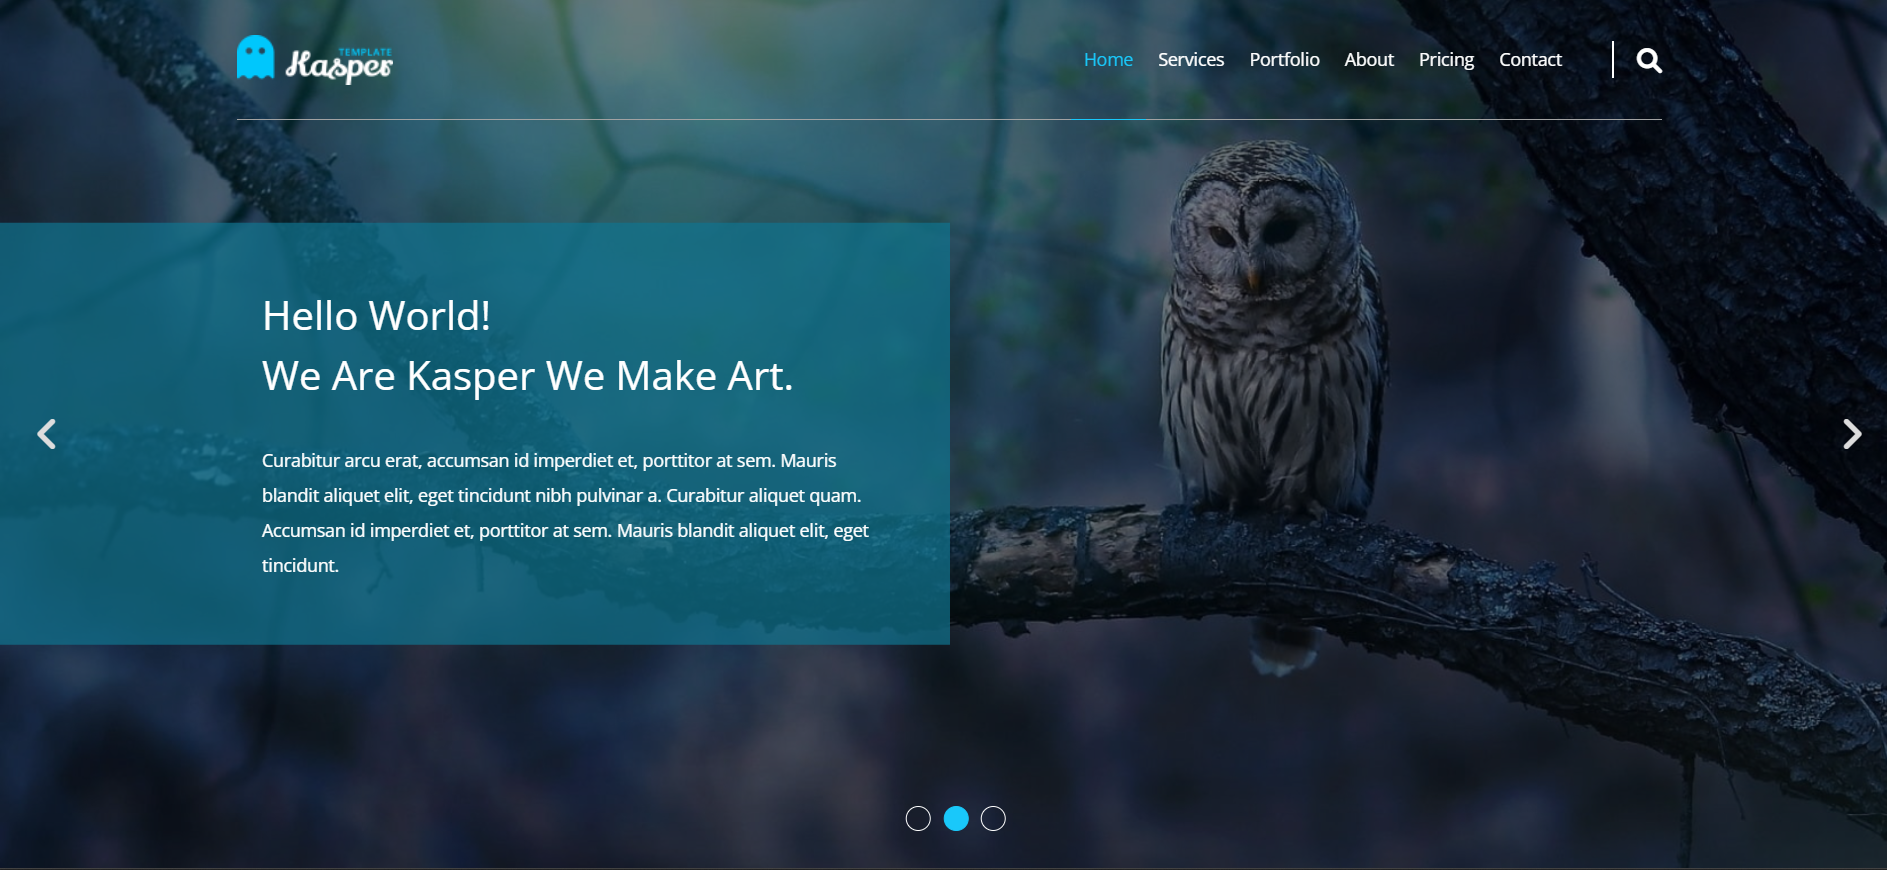 TEMPLATE
Kasper
Home Services Portfolio About Pricing Contact
Hello World!
We Are Kasper We Make Art.
Curabitur arcu erat, accumsan id imperdiet et, porttitor at sem. Mauris
blandit aliquet elit, eget tincidunt nibh pulvinar a. Curabitur aliquet quam.
Accumsan id imperdiet et, porttitor at sem. Mauris blandit aliquet elit, eget
tincidunt.